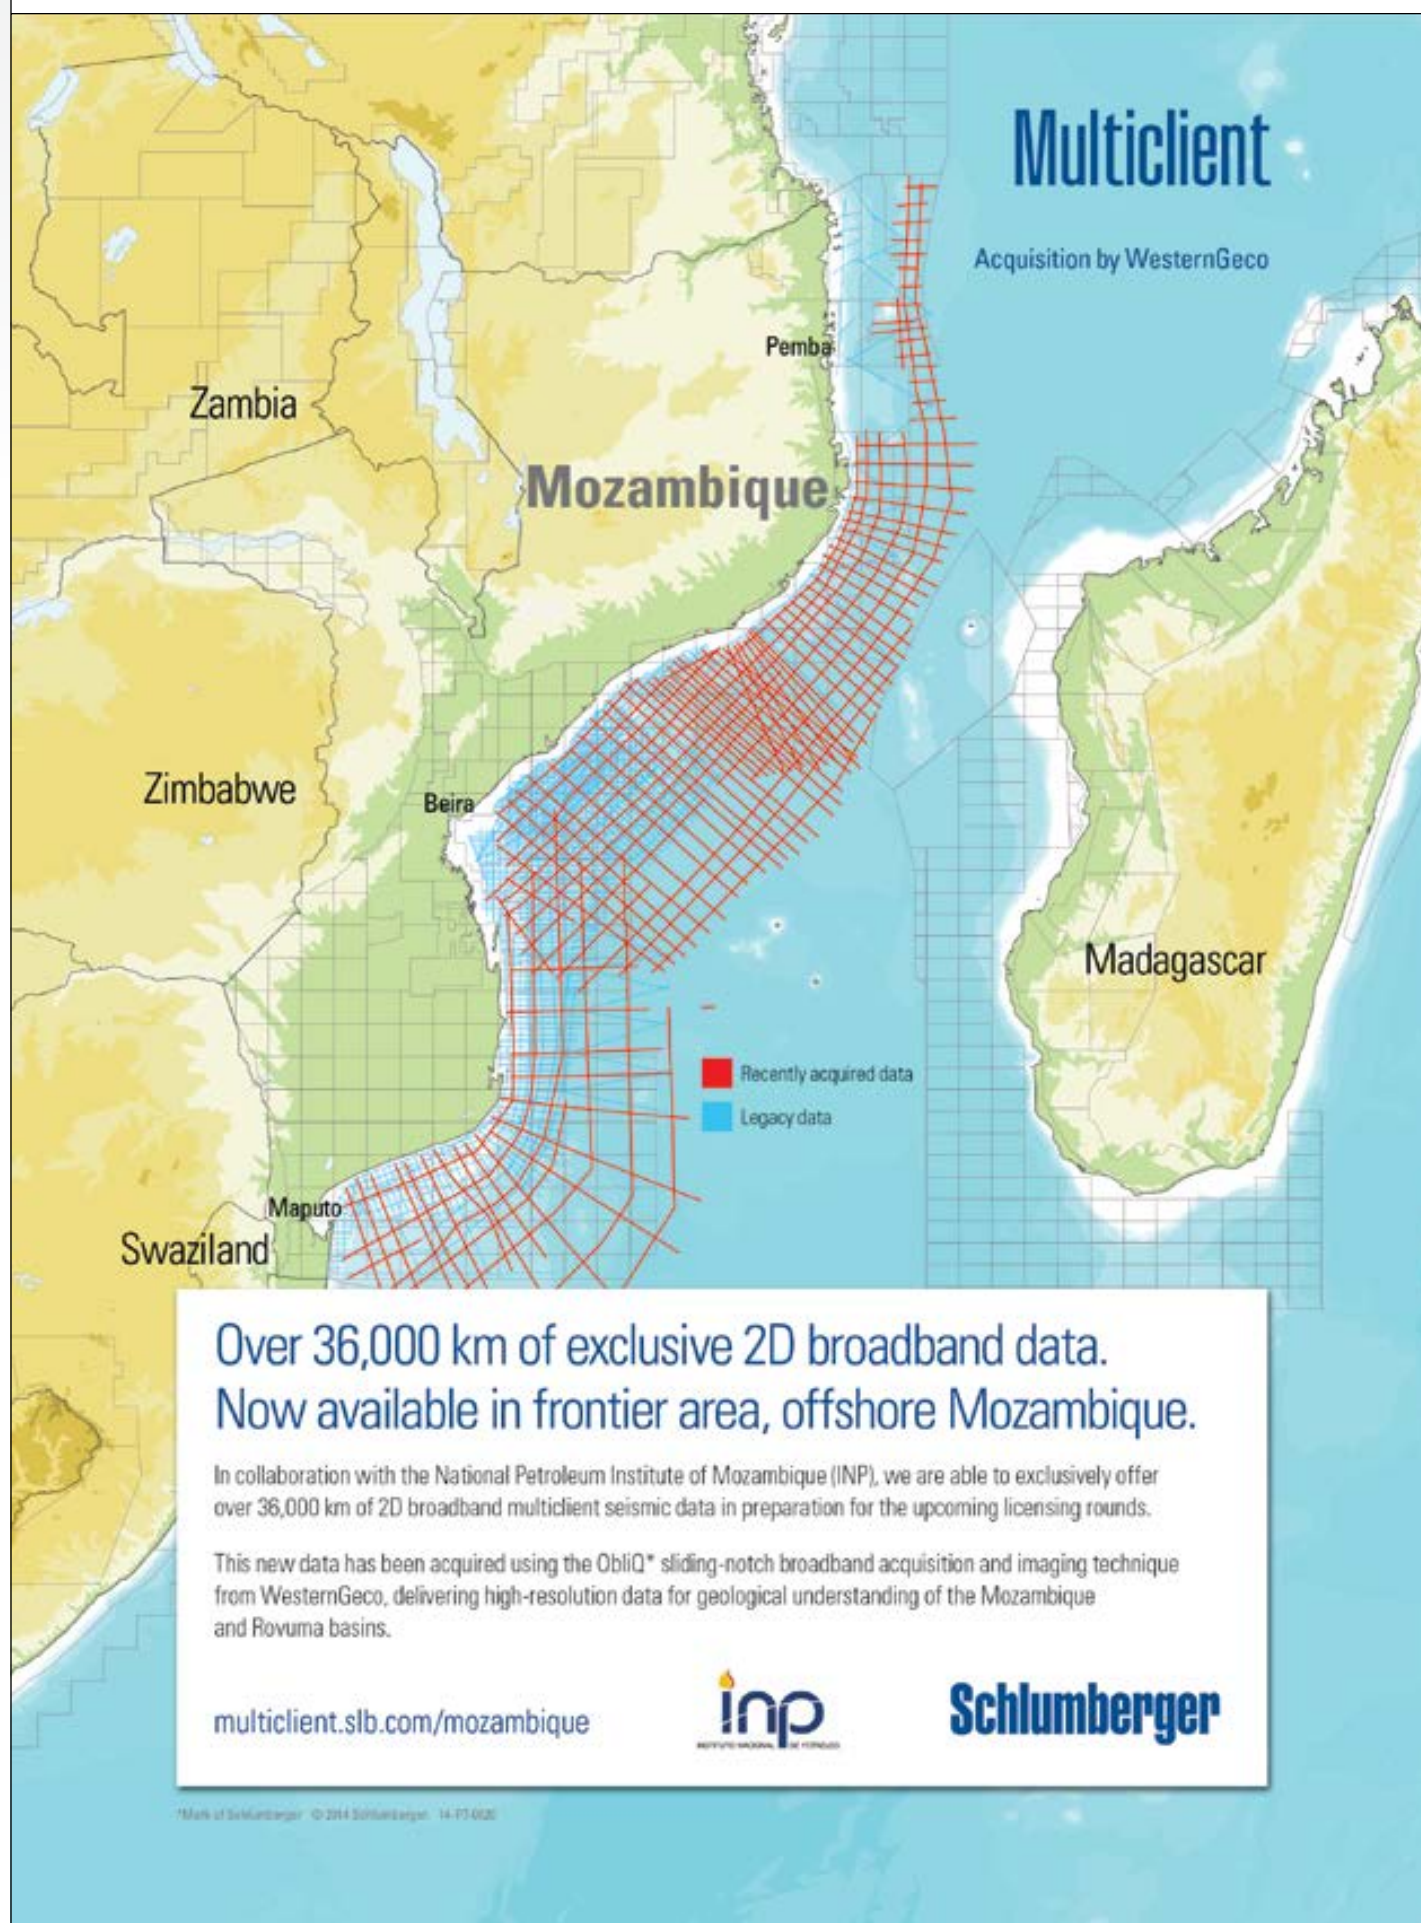 Multiclient
Acquisition by WesternGeco
Pemba
Zambia
Mozambique
Zimbabwe
Beira
Madagascar
Recently acquired data
Legacy data
Maputo
Swaziland
Over 36,000 km of exclusive 2D broadband data.
Now available in frontier area, offshore Mozambique.
In collaboration with the National Petroleum Institute of Mozambique (INP), we are able to exclusively offer
over 36,000 km of 2D broadband multiclient seismic data in preparation for the upcoming licensing rounds.
This new data has been acquired using the ObliQ* sliding-notch broadband acquisition and imaging technique
from WesternGeco, delivering high-resolution data for geological understanding of the Mozambique
and Rovuma basins.
multiclient.slb.com/mozambique
inp
Schlumberger
*Mark of Schlumberger © 2014 Schlumberger.